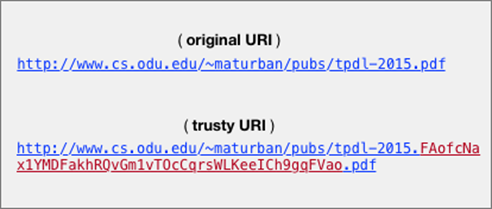 ( original URI )
http://www.cs.odu.edu/~maturban/pubs/tpdl-2015.pdf
( trusty URI )
http://www.cs.odu.edu/~maturban/pubs/tpdl-2015.FAofcNa
x1YMDFakhRQvGm1vTOcCqrsWLKeeICh9gqFVao.pdf